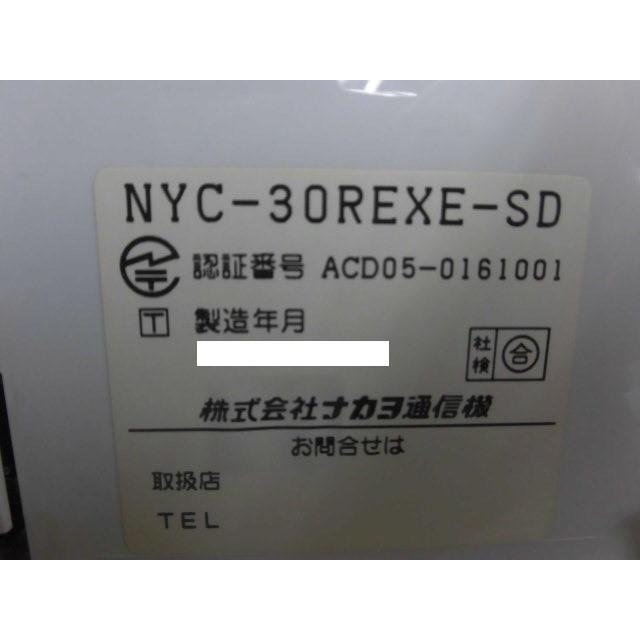 NYC-30REXE-SD
認証番号 ACD05-0161001
T 製造年月
社検 合
株式会社ナカヨ通信機
お問合せは
取扱店
TEL